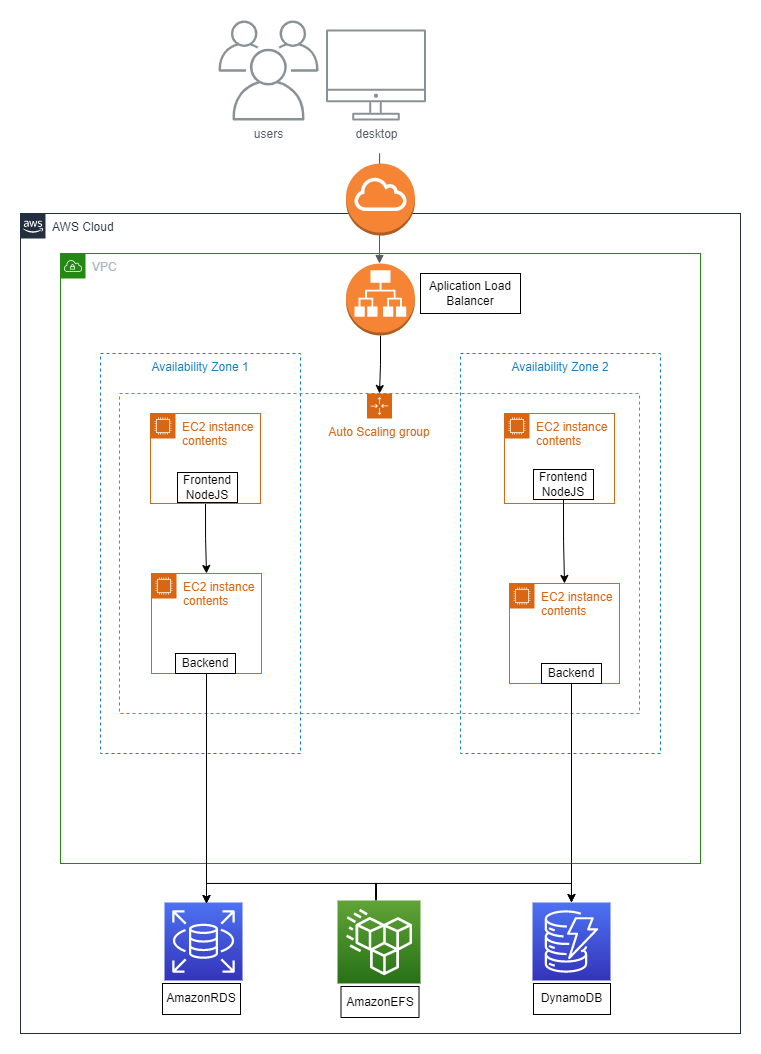 users
desktop
aws
AWS Cloud
VPC
Aplication Load
Balancer
Availability Zone 1
Availability Zone 2
Auto Scaling group
EC2 instance
contents
Frontend
NodeJS
EC2 instance
contents
Frontend
NodeJS
EC2 instance
contents
Backend
EC2 instance
contents
Backend
AmazonRDS
AmazonEFS
DynamoDB